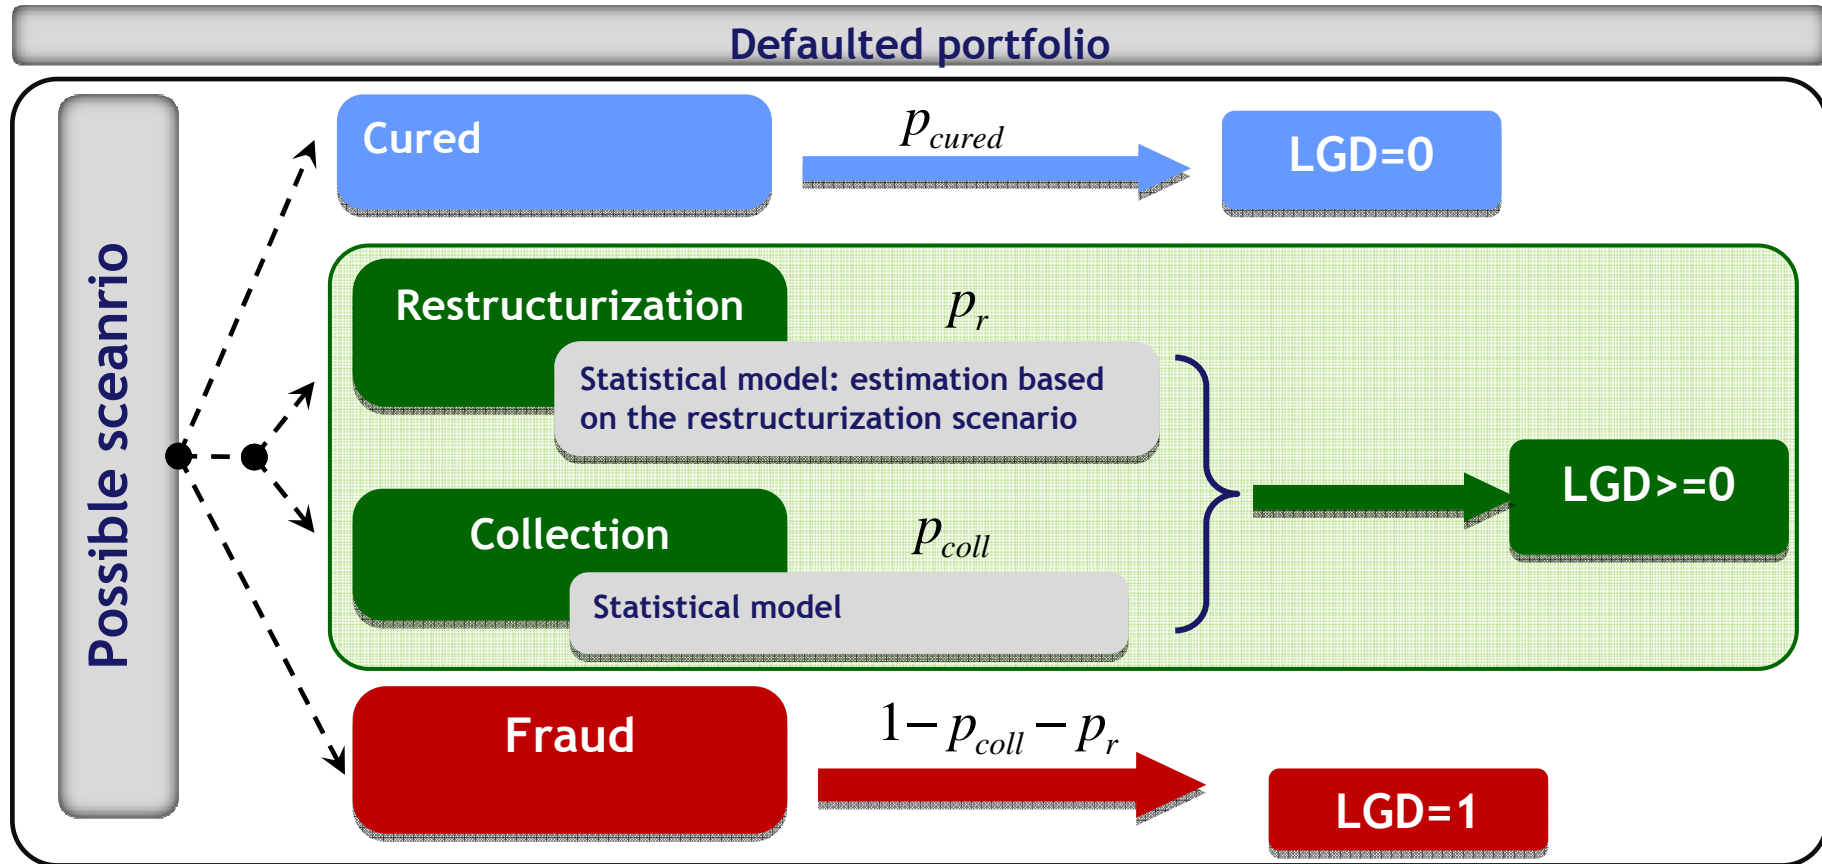 Defaulted portfolio
Possible sceanrio
Cured
p_cured
LGD=0
Restructurization
p_r
Statistical model: estimation based
on the restructurization scenario
Collection
p_coll
Statistical model
LGD>=0
Fraud
1 − p_coll − p_r
LGD=1